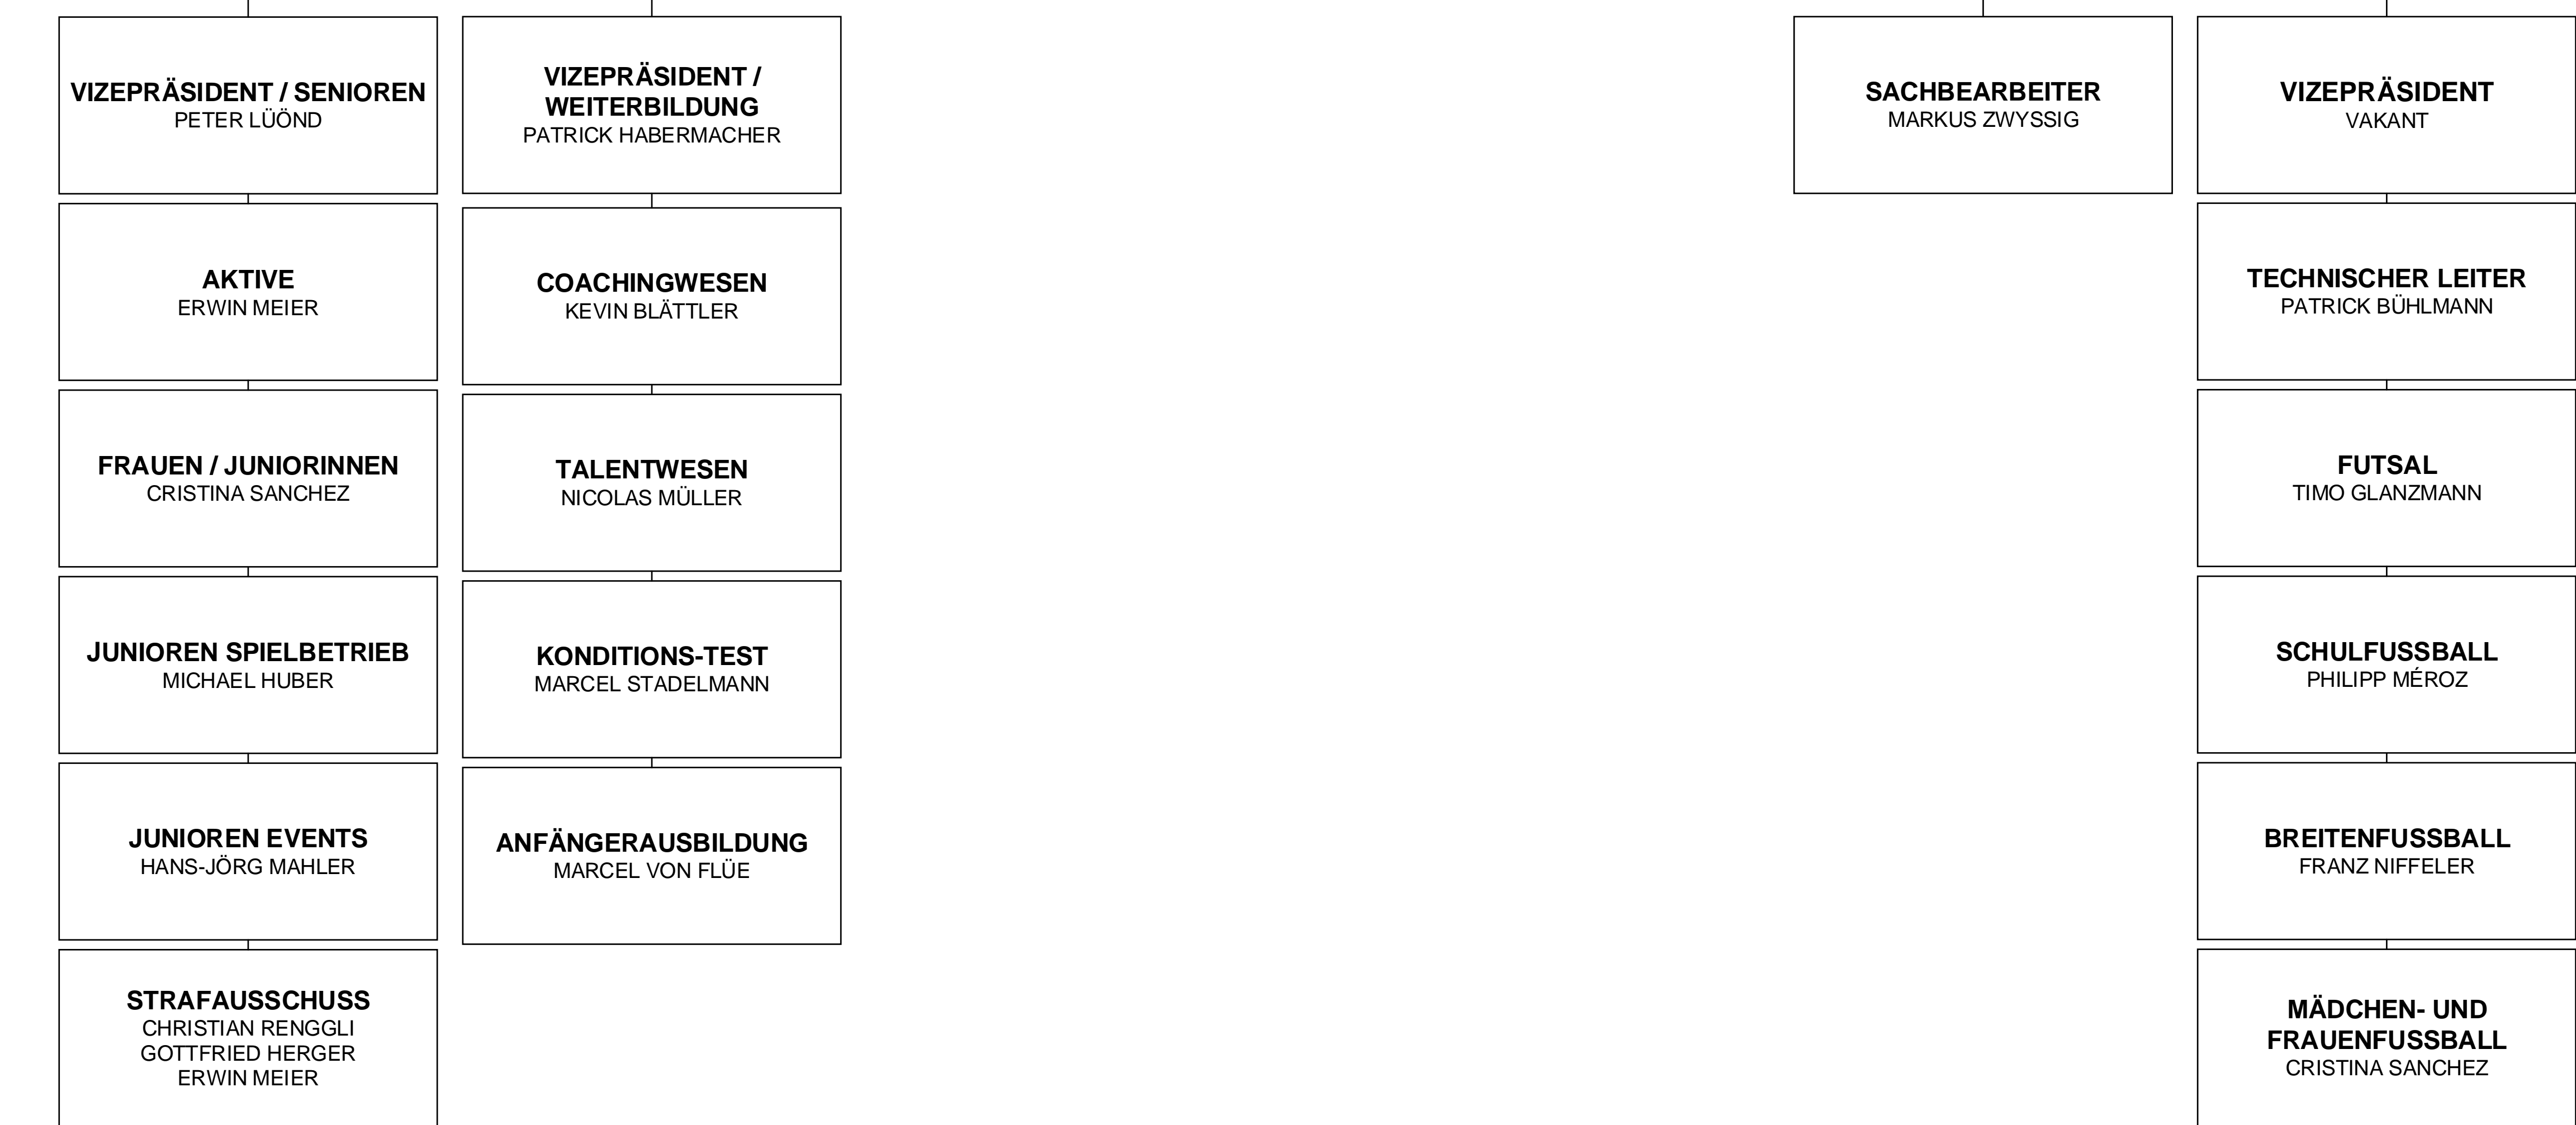 VIZEPRÄSIDENT / SENIOREN
PETER LÜÖND
AKTIVE
ERWIN MEIER
FRAUEN / JUNIORINNEN
CRISTINA SANCHEZ
JUNIOREN SPIELBETRIEB
MICHAEL HUBER
JUNIOREN EVENTS
HANS-JÖRG MAHLER
STRAFAUSSCHUSS
CHRISTIAN RENGGLI
GOTTFRIED HERGER
ERWIN MEIER
VIZEPRÄSIDENT /
WEITERBILDUNG
PATRICK HABERMACHER
COACHINGWESEN
KEVIN BLÄTTLER
TALENTWESEN
NICOLAS MÜLLER
KONDITIONS-TEST
MARCEL STADELMANN
ANFÄNGERAUSBILDUNG
MARCEL VON FLÜE
SACHBEARBEITER
MARKUS ZWYSSIG
VIZEPRÄSIDENT
VAKANT
TECHNISCHER LEITER
PATRICK BÜHLMANN
FUTSAL
TIMO GLANZMANN
SCHULFUSSBALL
PHILIPP MÉROZ
BREITENFUSSBALL
FRANZ NIFFELER
MÄDCHEN- UND
FRAUENFUSSBALL
CRISTINA SANCHEZ